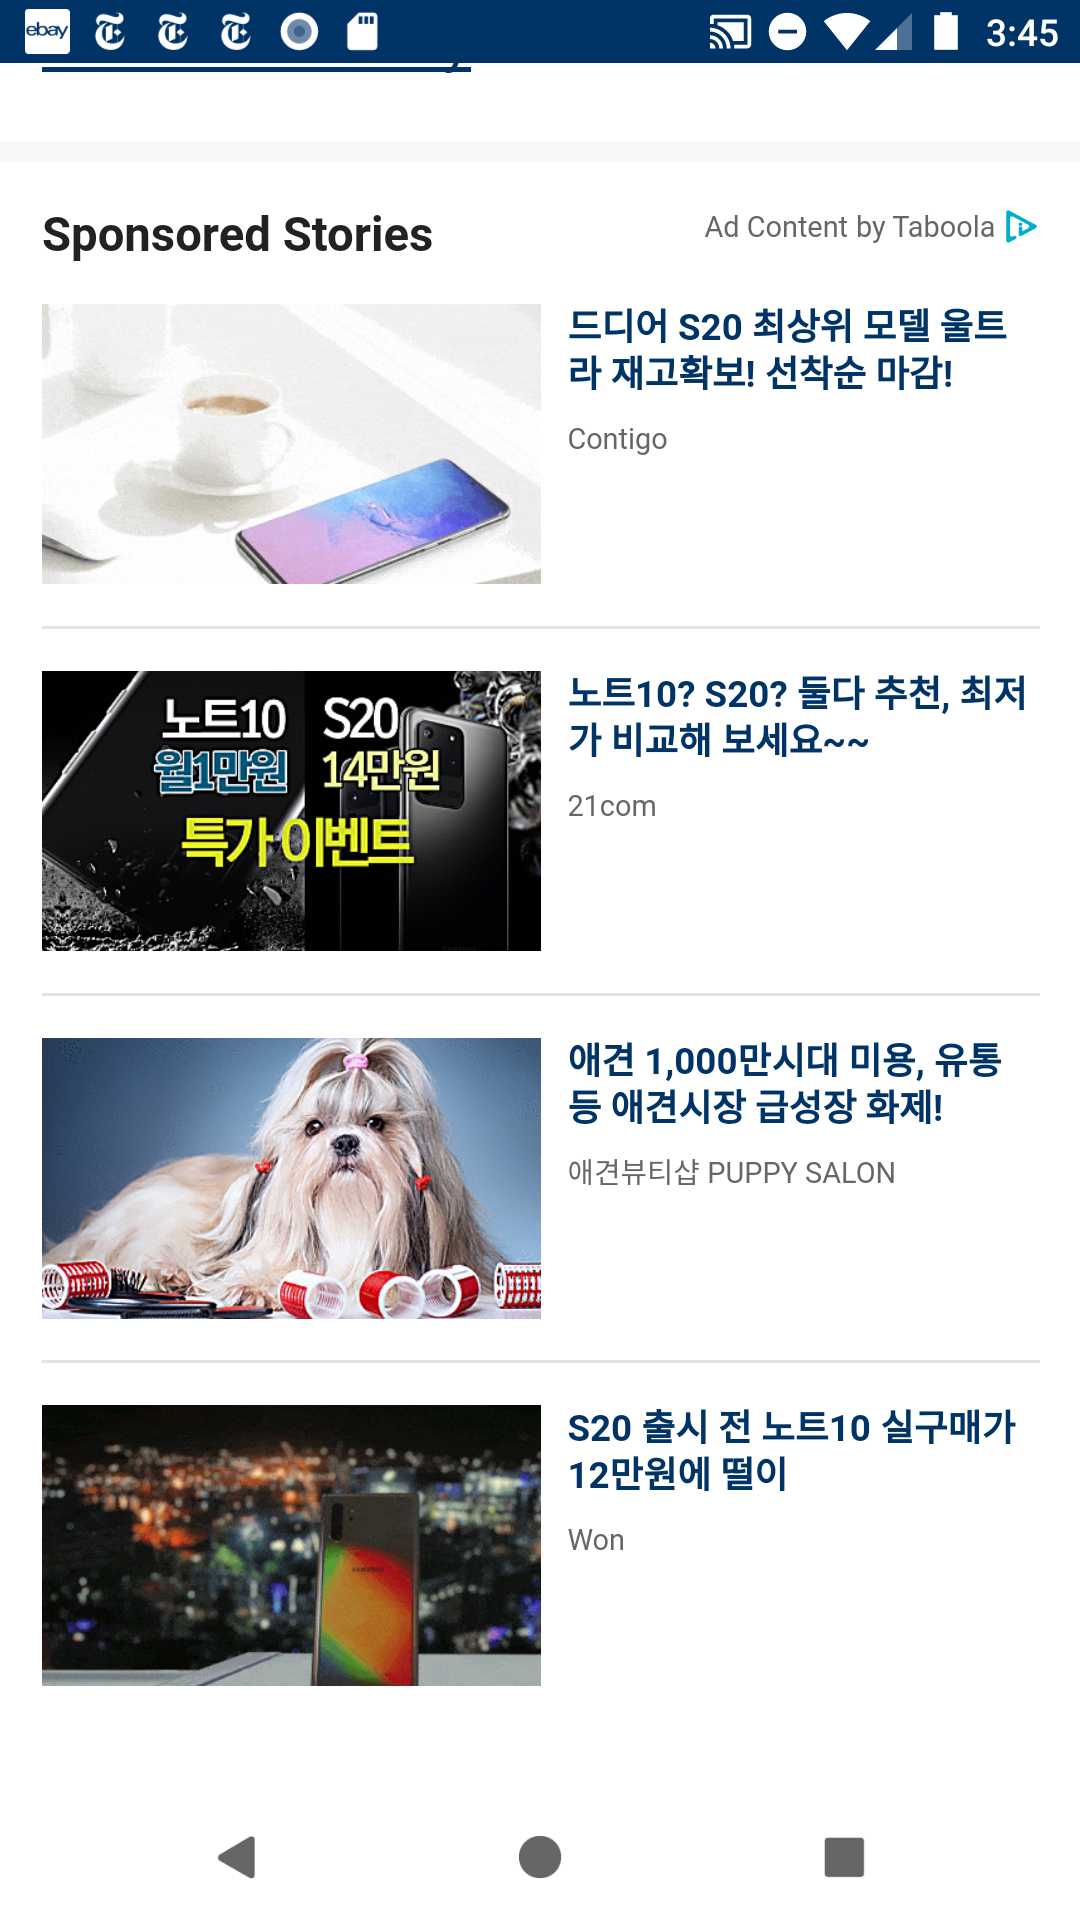 ebay
3:45
Sponsored Stories
Ad Content by Taboola
드디어 S20 최상위 모델 울트
라 재고확보! 선착순 마감!
Contigo
노트10 S20
월1만원 14만원
특가 이벤트
노트10? S20? 둘다 추천, 최저
가 비교해 보세요~~
21com
애견 1,000만시대 미용, 유통
등 애견시장 급성장 화제!
애견뷰티샵 PUPPY SALON
SAMSUNG
S20 출시 전 노트10 실구매가
12만원에 떨이
Won